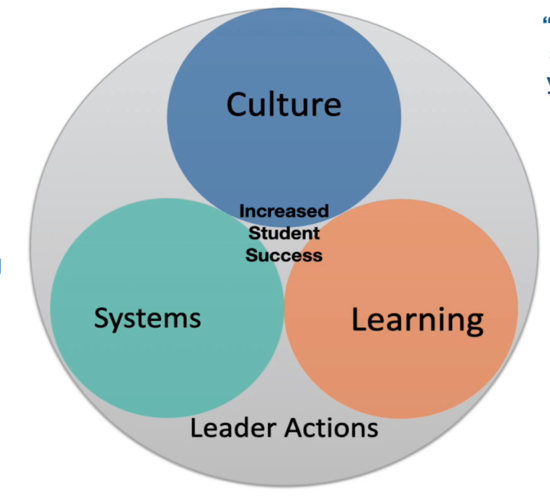 Culture
Increased
Student
Success
Systems
Learning
Leader Actions